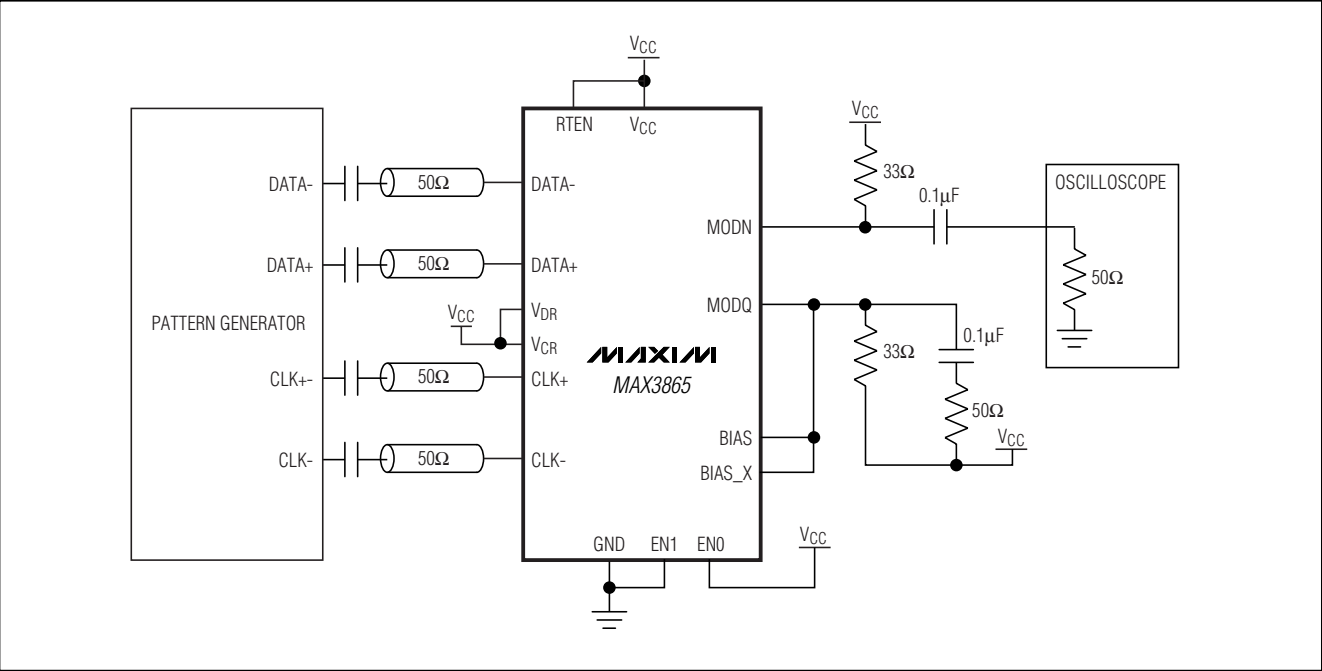 VCC
RTEN VCC
VCC
DATA- 50Ω DATA-
33Ω
0.1µF
OSCILLOSCOPE
MODN
DATA+ 50Ω DATA+
50Ω
VDR
MODQ
VCC
PATTERN GENERATOR
VCR
0.1µF
MAXIM
33Ω
MAX3865
CLK+- 50Ω CLK+
50Ω
BIAS
VCC
CLK- 50Ω CLK-
BIAS_X
GND EN1 EN0
VCC